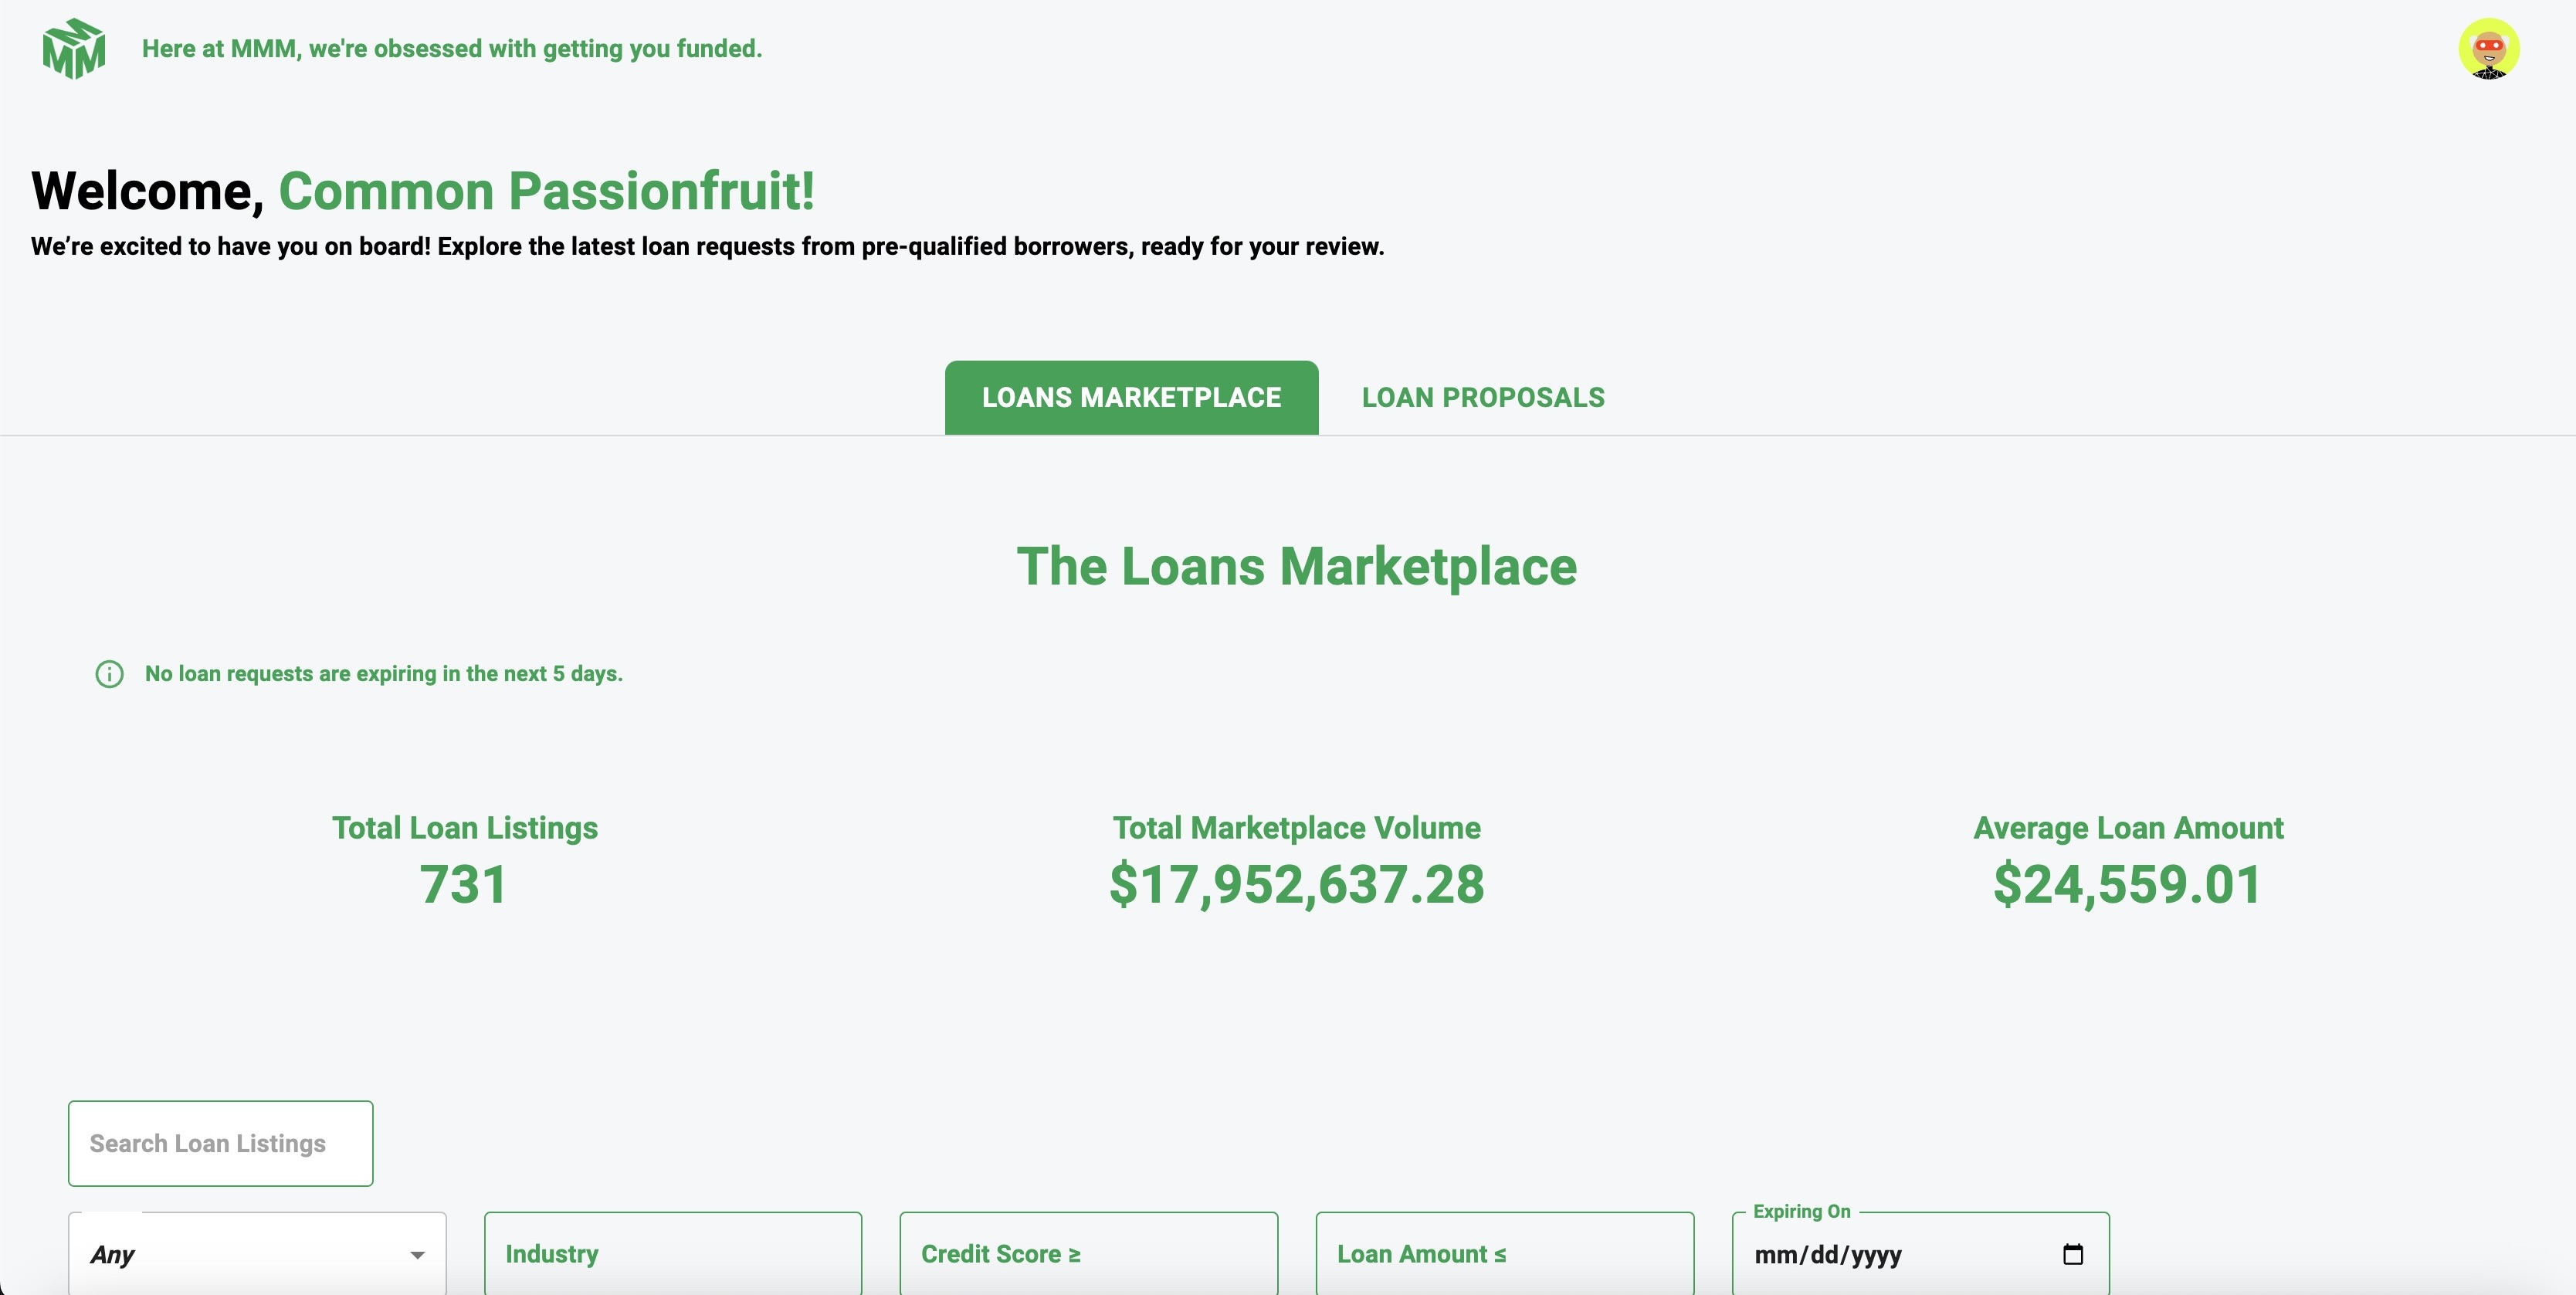 MMM
Here at MMM, we're obsessed with getting you funded.
Welcome, Common Passionfruit!
We’re excited to have you on board! Explore the latest loan requests from pre-qualified borrowers, ready for your review.
LOANS MARKETPLACE
LOAN PROPOSALS
The Loans Marketplace
No loan requests are expiring in the next 5 days.
Total Loan Listings
731
Total Marketplace Volume
$17,952,637.28
Average Loan Amount
$24,559.01
Search Loan Listings
Any
Industry
Credit Score ≥
Loan Amount ≤
Expiring On
mm/dd/yyyy